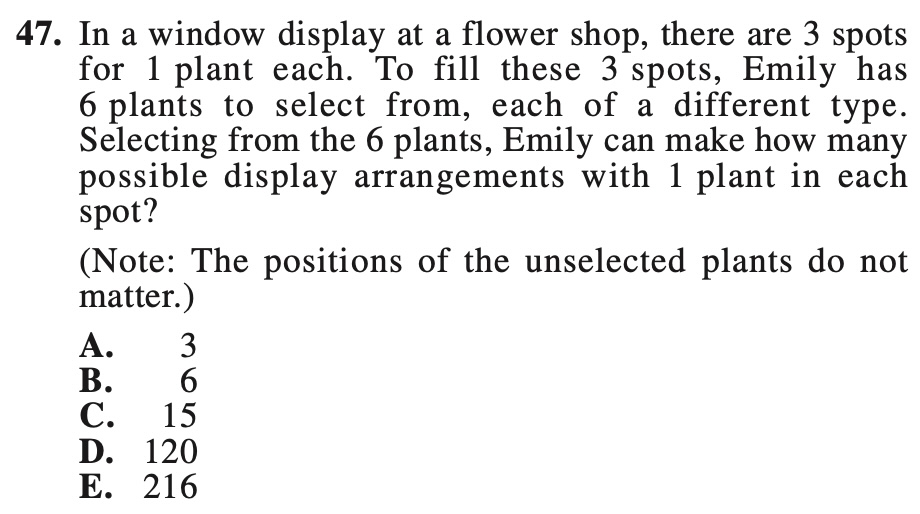 47. In a window display at a flower shop, there are 3 spots
for 1 plant each. To fill these 3 spots, Emily has
6 plants to select from, each of a different type.
Selecting from the 6 plants, Emily can make how many
possible display arrangements with 1 plant in each
spot?
(Note: The positions of the unselected plants do not
matter.)
A. 3
B. 6
C. 15
D. 120
E. 216